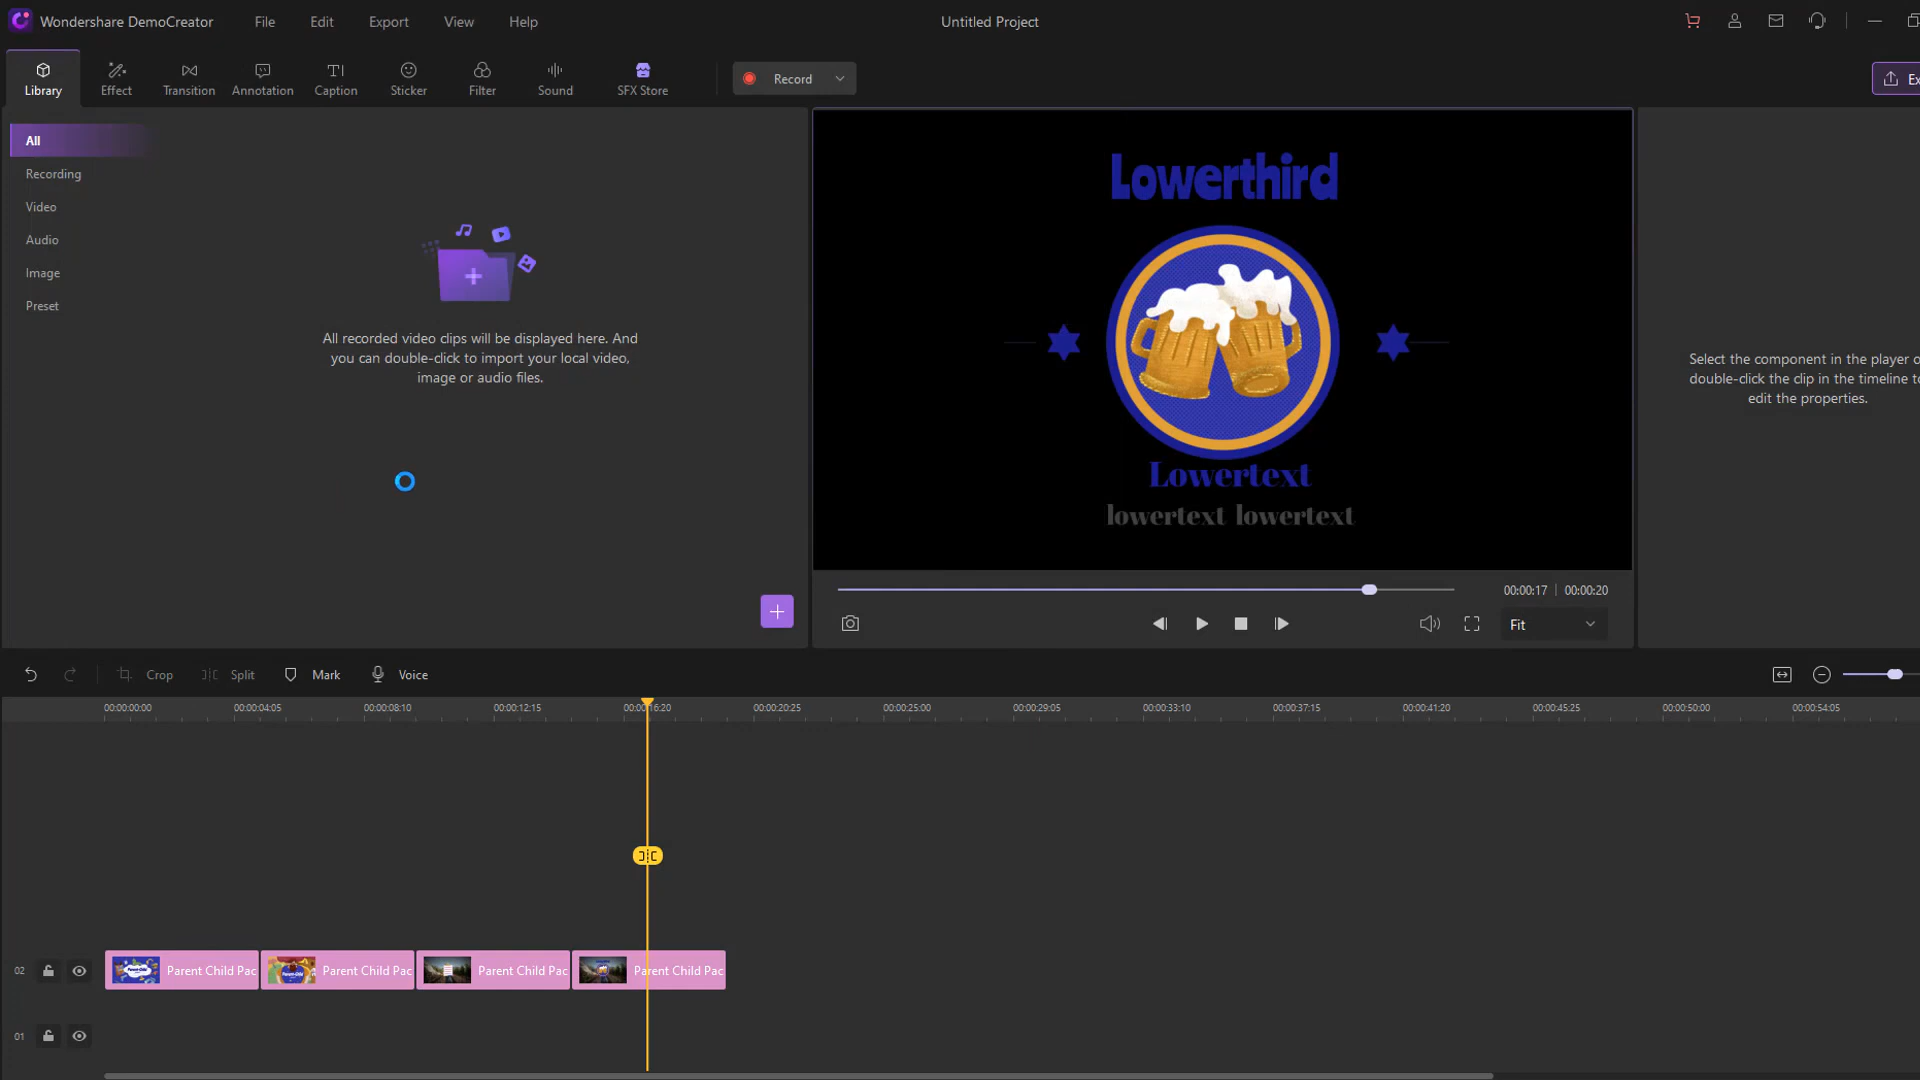 Wondershare DemoCreator File Edit Export View Help Untitled Project
Library Effect Transition Annotation Caption Sticker Filter Sound SFX Store Record Ex
All
Recording
Video
Audio
Image
Preset
All recorded video clips will be displayed here. And
you can double-click to import your local video,
image or audio files.
Lowerthird
Lowertext
lowertext lowertext
Select the component in the player o
double-click the clip in the timeline to
edit the properties.
00:00:17 | 00:00:20
Fit
Crop Split Mark Voice
00:00:00:00 00:00:04:05 00:00:08:10 00:00:12:15 00:00:16:20 00:00:20:25 00:00:25:00 00:00:29:05 00:00:33:10 00:00:37:15 00:00:41:20 00:00:45:25 00:00:50:00 00:00:54:05
02 Parent Child Pac Parent Child Pac Parent Child Pac Parent Child Pac
01